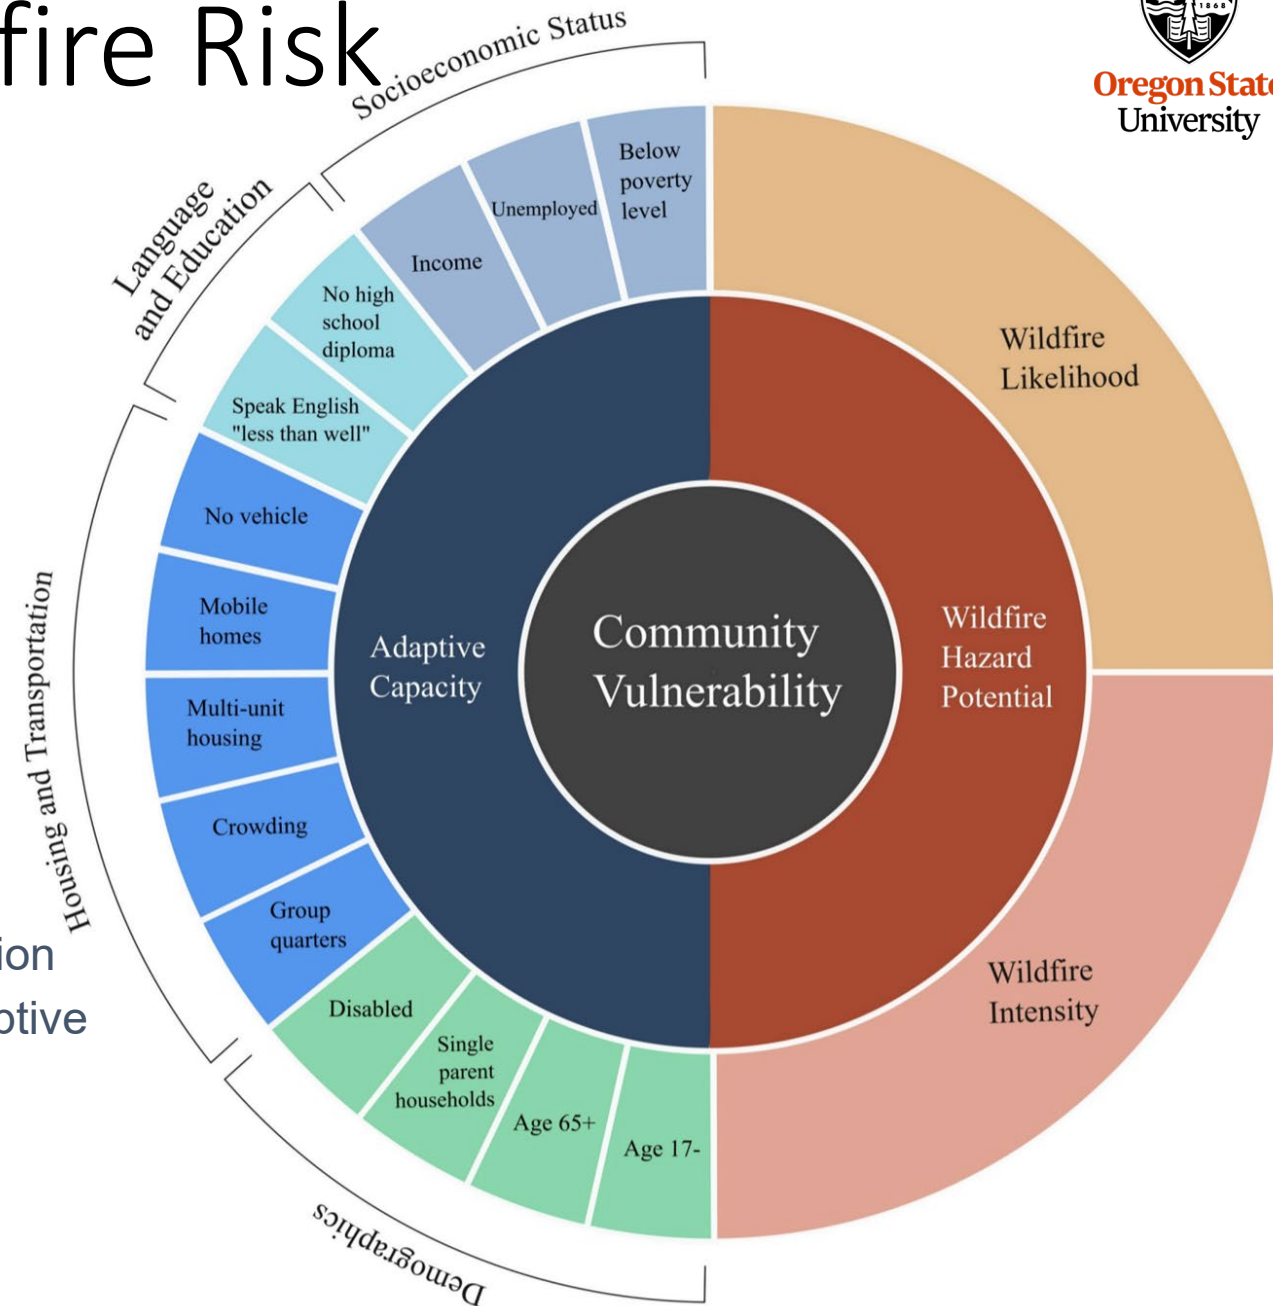 fire Risk
1868
Oregon State
University
Socioeconomic Status
Language
and Education
Housing and Transportation
Demographics
Below
poverty
level
Unemployed
Income
No high
school
diploma
Speak English
"less than well"
No vehicle
Mobile
homes
Multi-unit
housing
Crowding
Group
quarters
Disabled
Single
parent
households
Age 65+
Age 17-
Adaptive
Capacity
Community
Vulnerability
Wildfire
Hazard
Potential
Wildfire
Likelihood
Wildfire
Intensity
ion
ptive